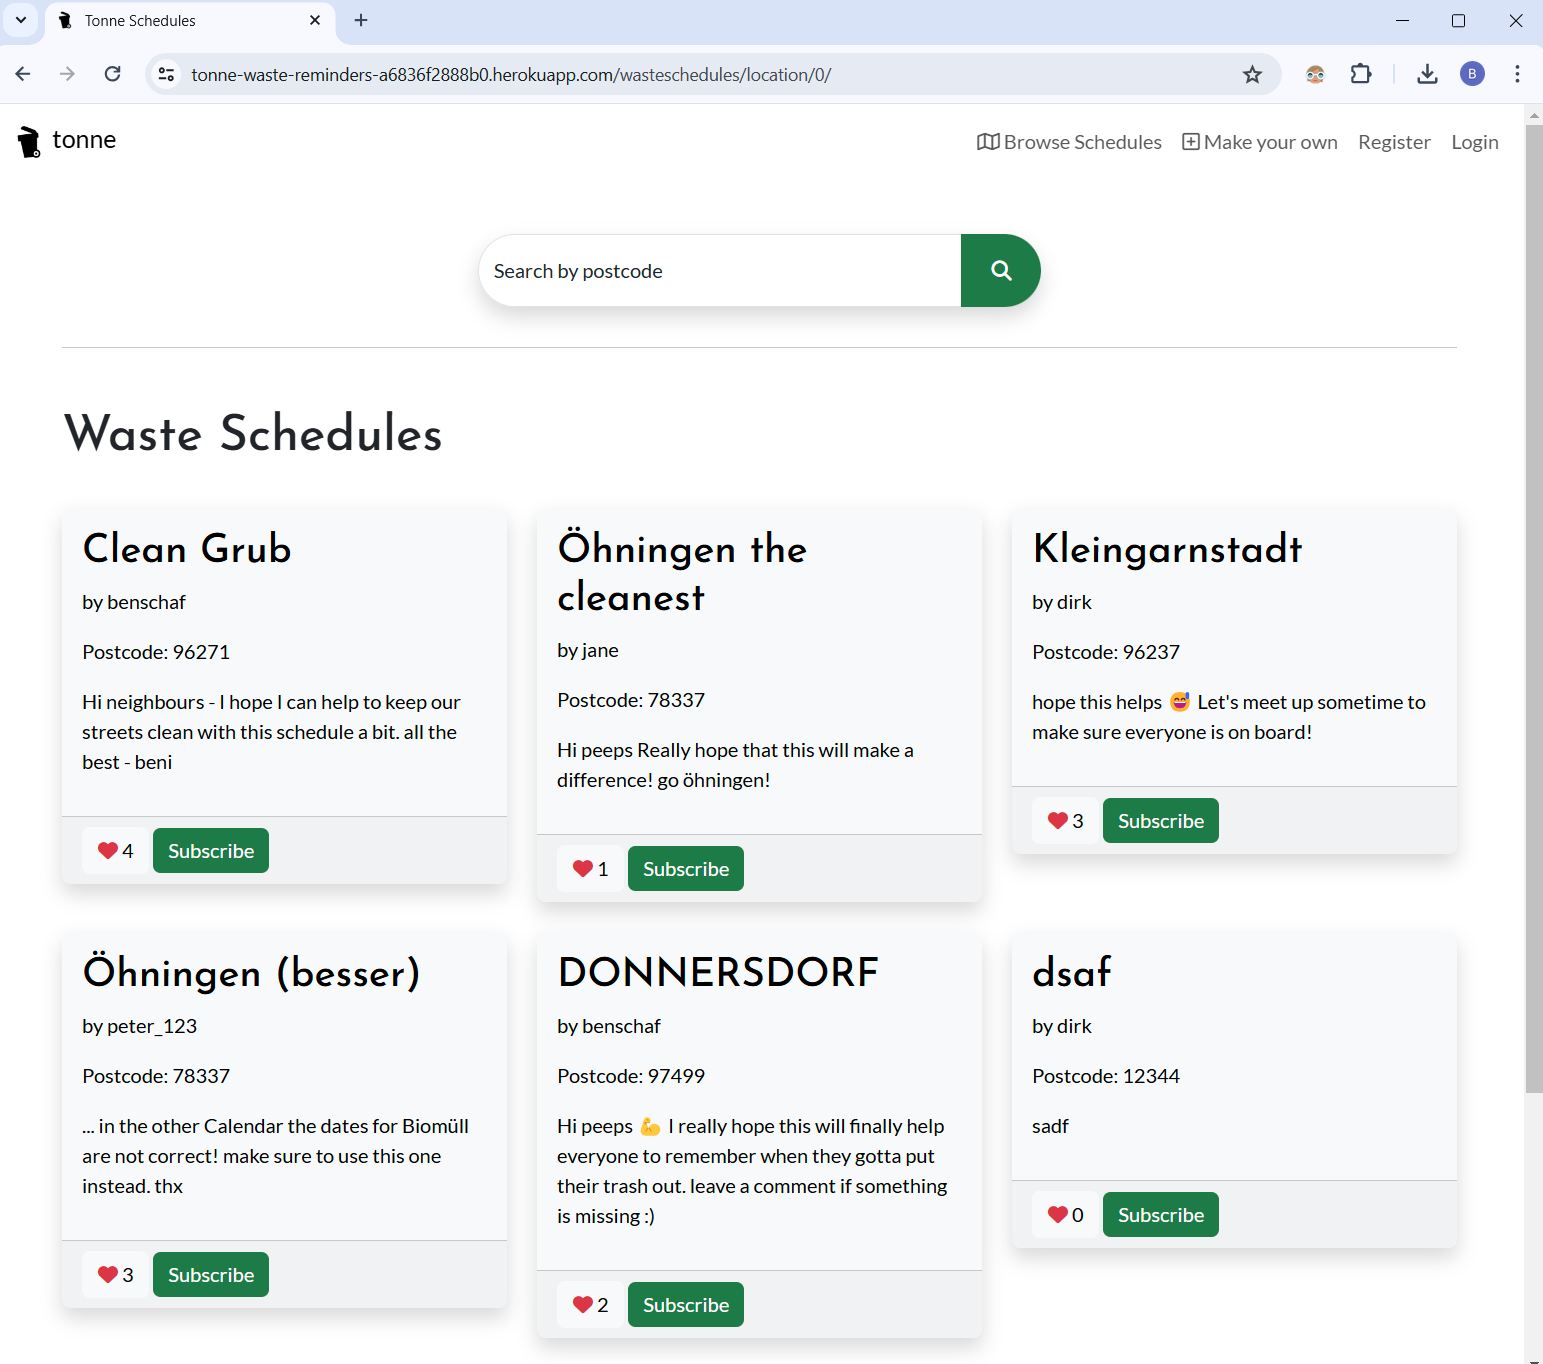 Tonne Schedules
tonne-waste-reminders-a6836f2888b0.herokuapp.com/wasteschedules/location/0/
B
tonne
Browse Schedules
Make your own
Register
Login
Search by postcode
Waste Schedules
Clean Grub
by benschaf
Postcode: 96271
Hi neighbours - I hope I can help to keep our
streets clean with this schedule a bit. all the
best - beni
4
Subscribe
Öhningen the
cleanest
by jane
Postcode: 78337
Hi peeps Really hope that this will make a
difference! go öhningen!
1
Subscribe
Kleingarnstadt
by dirk
Postcode: 96237
hope this helps 😅 Let's meet up sometime to
make sure everyone is on board!
3
Subscribe
Öhningen (besser)
by peter_123
Postcode: 78337
... in the other Calendar the dates for Biomüll
are not correct! make sure to use this one
instead. thx
3
Subscribe
DONNERSDORF
by benschaf
Postcode: 97499
Hi peeps 💪 I really hope this will finally help
everyone to remember when they gotta put
their trash out. leave a comment if something
is missing :)
2
Subscribe
dsaf
by dirk
Postcode: 12344
sadf
0
Subscribe